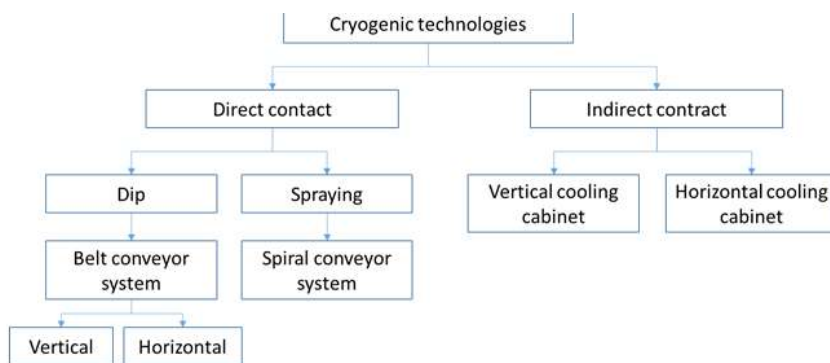 Cryogenic technologies
Direct contact
Indirect contract
Dip
Spraying
Vertical cooling
cabinet
Horizontal cooling
cabinet
Belt conveyor
system
Spiral conveyor
system
Vertical
Horizontal